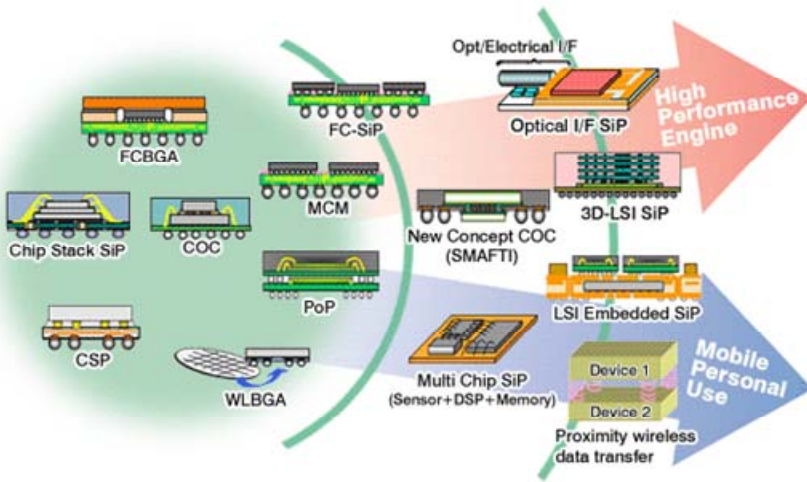 Opt/Electrical I/F
FCBGA
FC-SiP
Optical I/F SiP
High
Performance
Engine
Chip Stack SiP
COC
MCM
New Concept COC
(SMAFTI)
3D-LSI SiP
PoP
LSI Embedded SiP
CSP
WLBGA
Multi Chip SiP
(Sensor+DSP+Memory)
Device 1
Device 2
Proximity wireless
data transfer
Mobile
Personal
Use